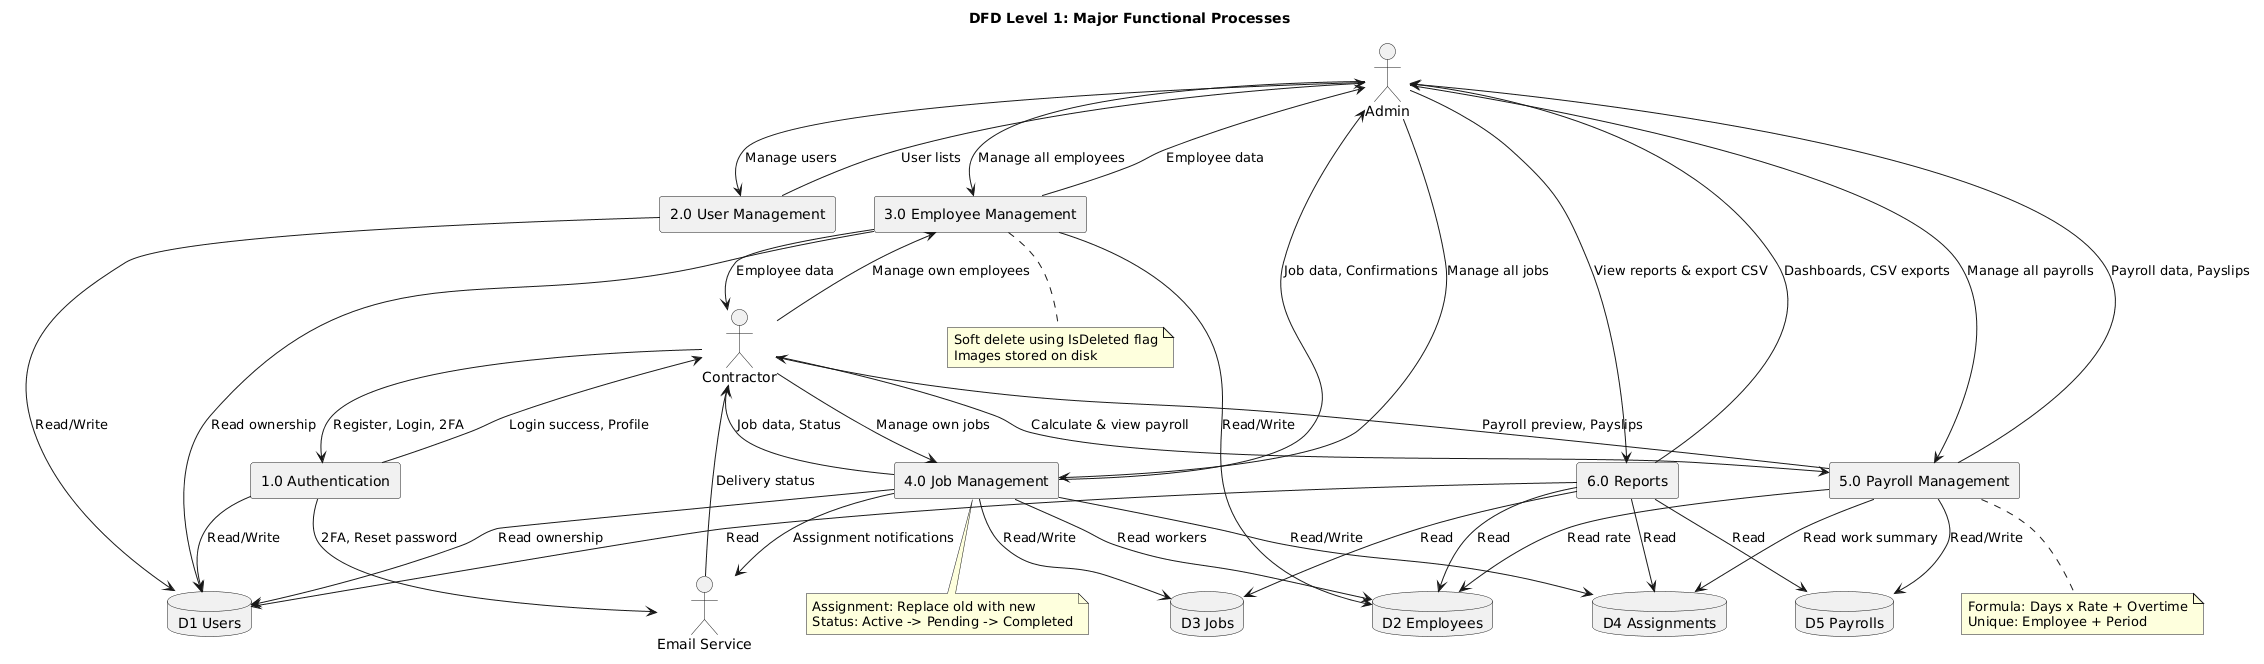 DFD Level 1: Major Functional Processes
Admin
Manage users
User lists
Manage all employees
Employee data
2.0 User Management
3.0 Employee Management
Employee data
Manage own employees
Job data, Confirmations
Manage all jobs
View reports & export CSV
Dashboards, CSV exports
Manage all payrolls
Payroll data, Payslips
Soft delete using IsDeleted flag
Images stored on disk
Contractor
Read/Write
Read ownership
Register, Login, 2FA
Login success, Profile
Job data, Status
Manage own jobs
Calculate & view payroll
Read/Write
Payroll preview, Payslips
1.0 Authentication
Delivery status
4.0 Job Management
6.0 Reports
5.0 Payroll Management
Read/Write
2FA, Reset password
Read ownership
Read
Assignment notifications
Read/Write
Read workers
Read/Write
Read
Read
Read rate
Read
Read
Read work summary
Read/Write
D1 Users
Email Service
Assignment: Replace old with new
Status: Active -> Pending -> Completed
D3 Jobs
D2 Employees
D4 Assignments
D5 Payrolls
Formula: Days x Rate + Overtime
Unique: Employee + Period